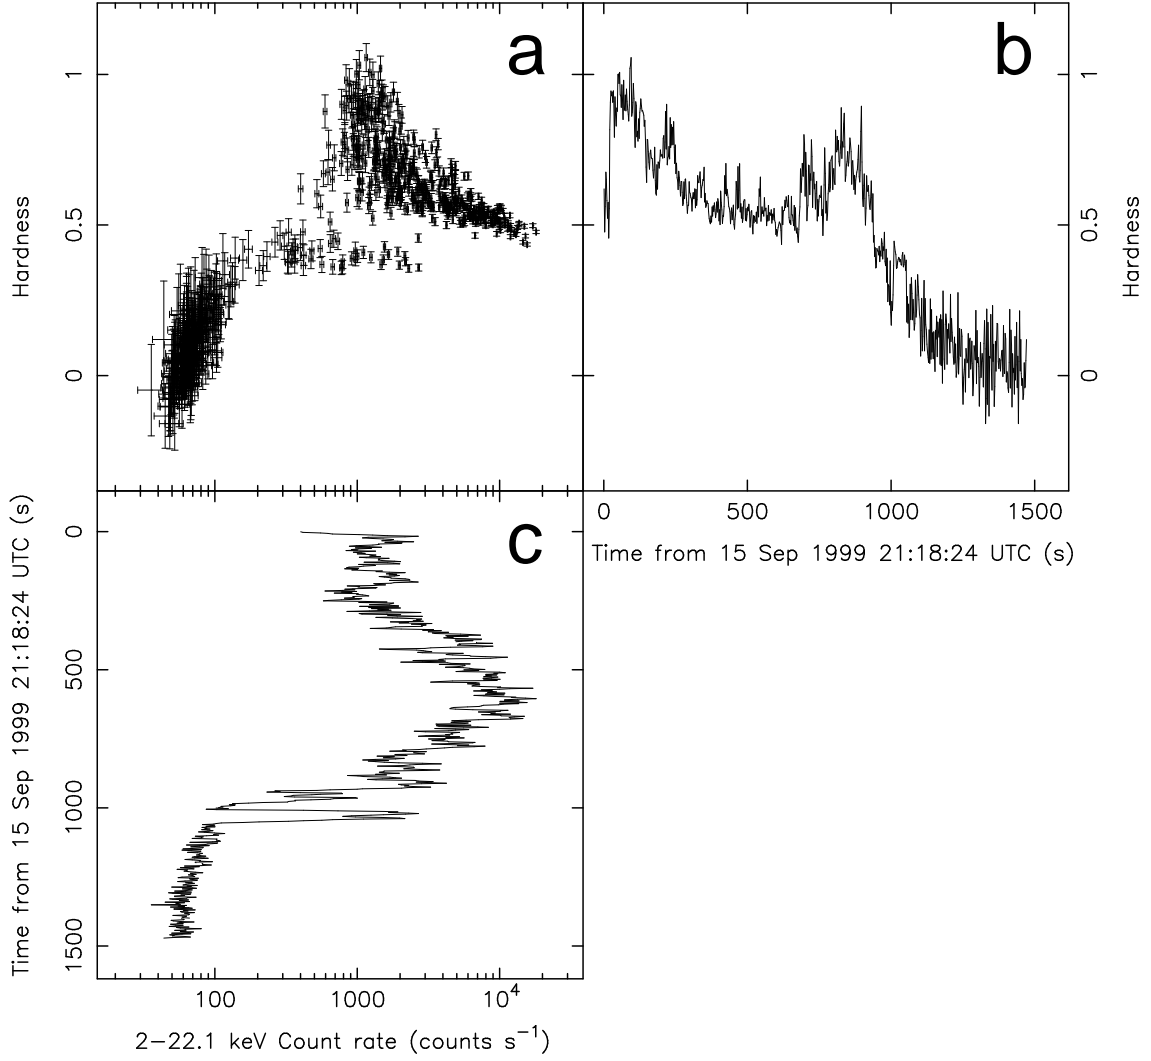 a
b
1
0.5
0
Hardness
1
0.5
0
Hardness
0
500
1000
1500
Time from 15 Sep 1999 21:18:24 UTC (s)
c
0
500
1000
1500
Time from 15 Sep 1999 21:18:24 UTC (s)
100
1000
10⁴
2−22.1 keV Count rate (counts s⁻¹)